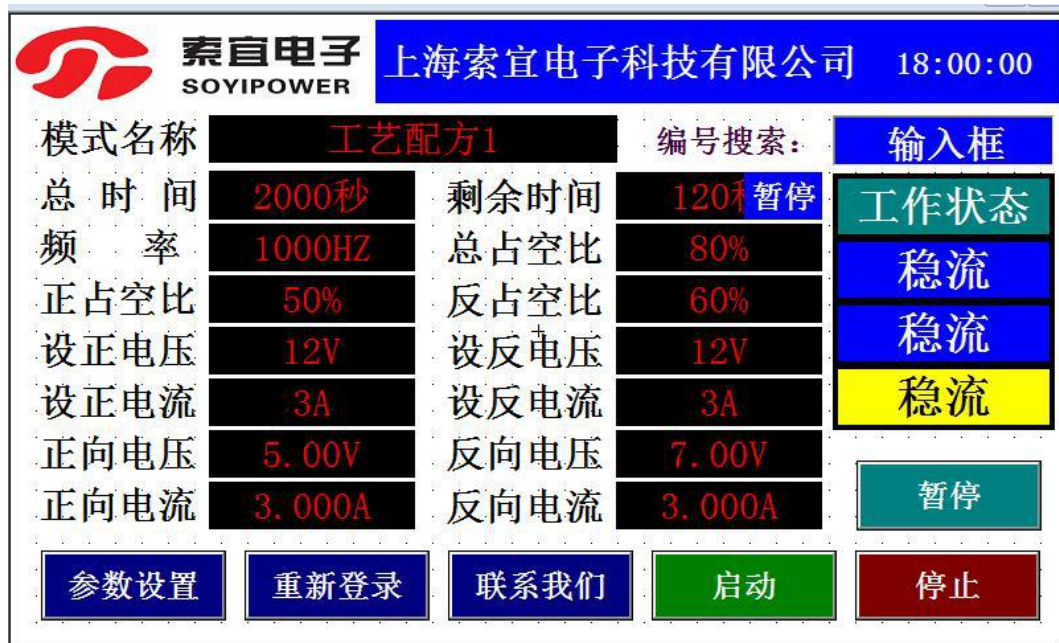 索宜电子
SOYIPOWER
上海索宜电子科技有限公司 18:00:00
模式名称 工艺配方1 编号搜索: 输入框
总时间 2000秒 剩余时间 120 暂停 工作状态
频率 1000HZ 总占空比 80% 稳流
正占空比 50% 反占空比 60%
设正电压 12V 设反电压 12V 稳流
设正电流 3A 设反电流 3A 稳流
正向电压 5.00V 反向电压 7.00V
正向电流 3.000A 反向电流 3.000A 暂停
参数设置 重新登录 联系我们 启动 停止